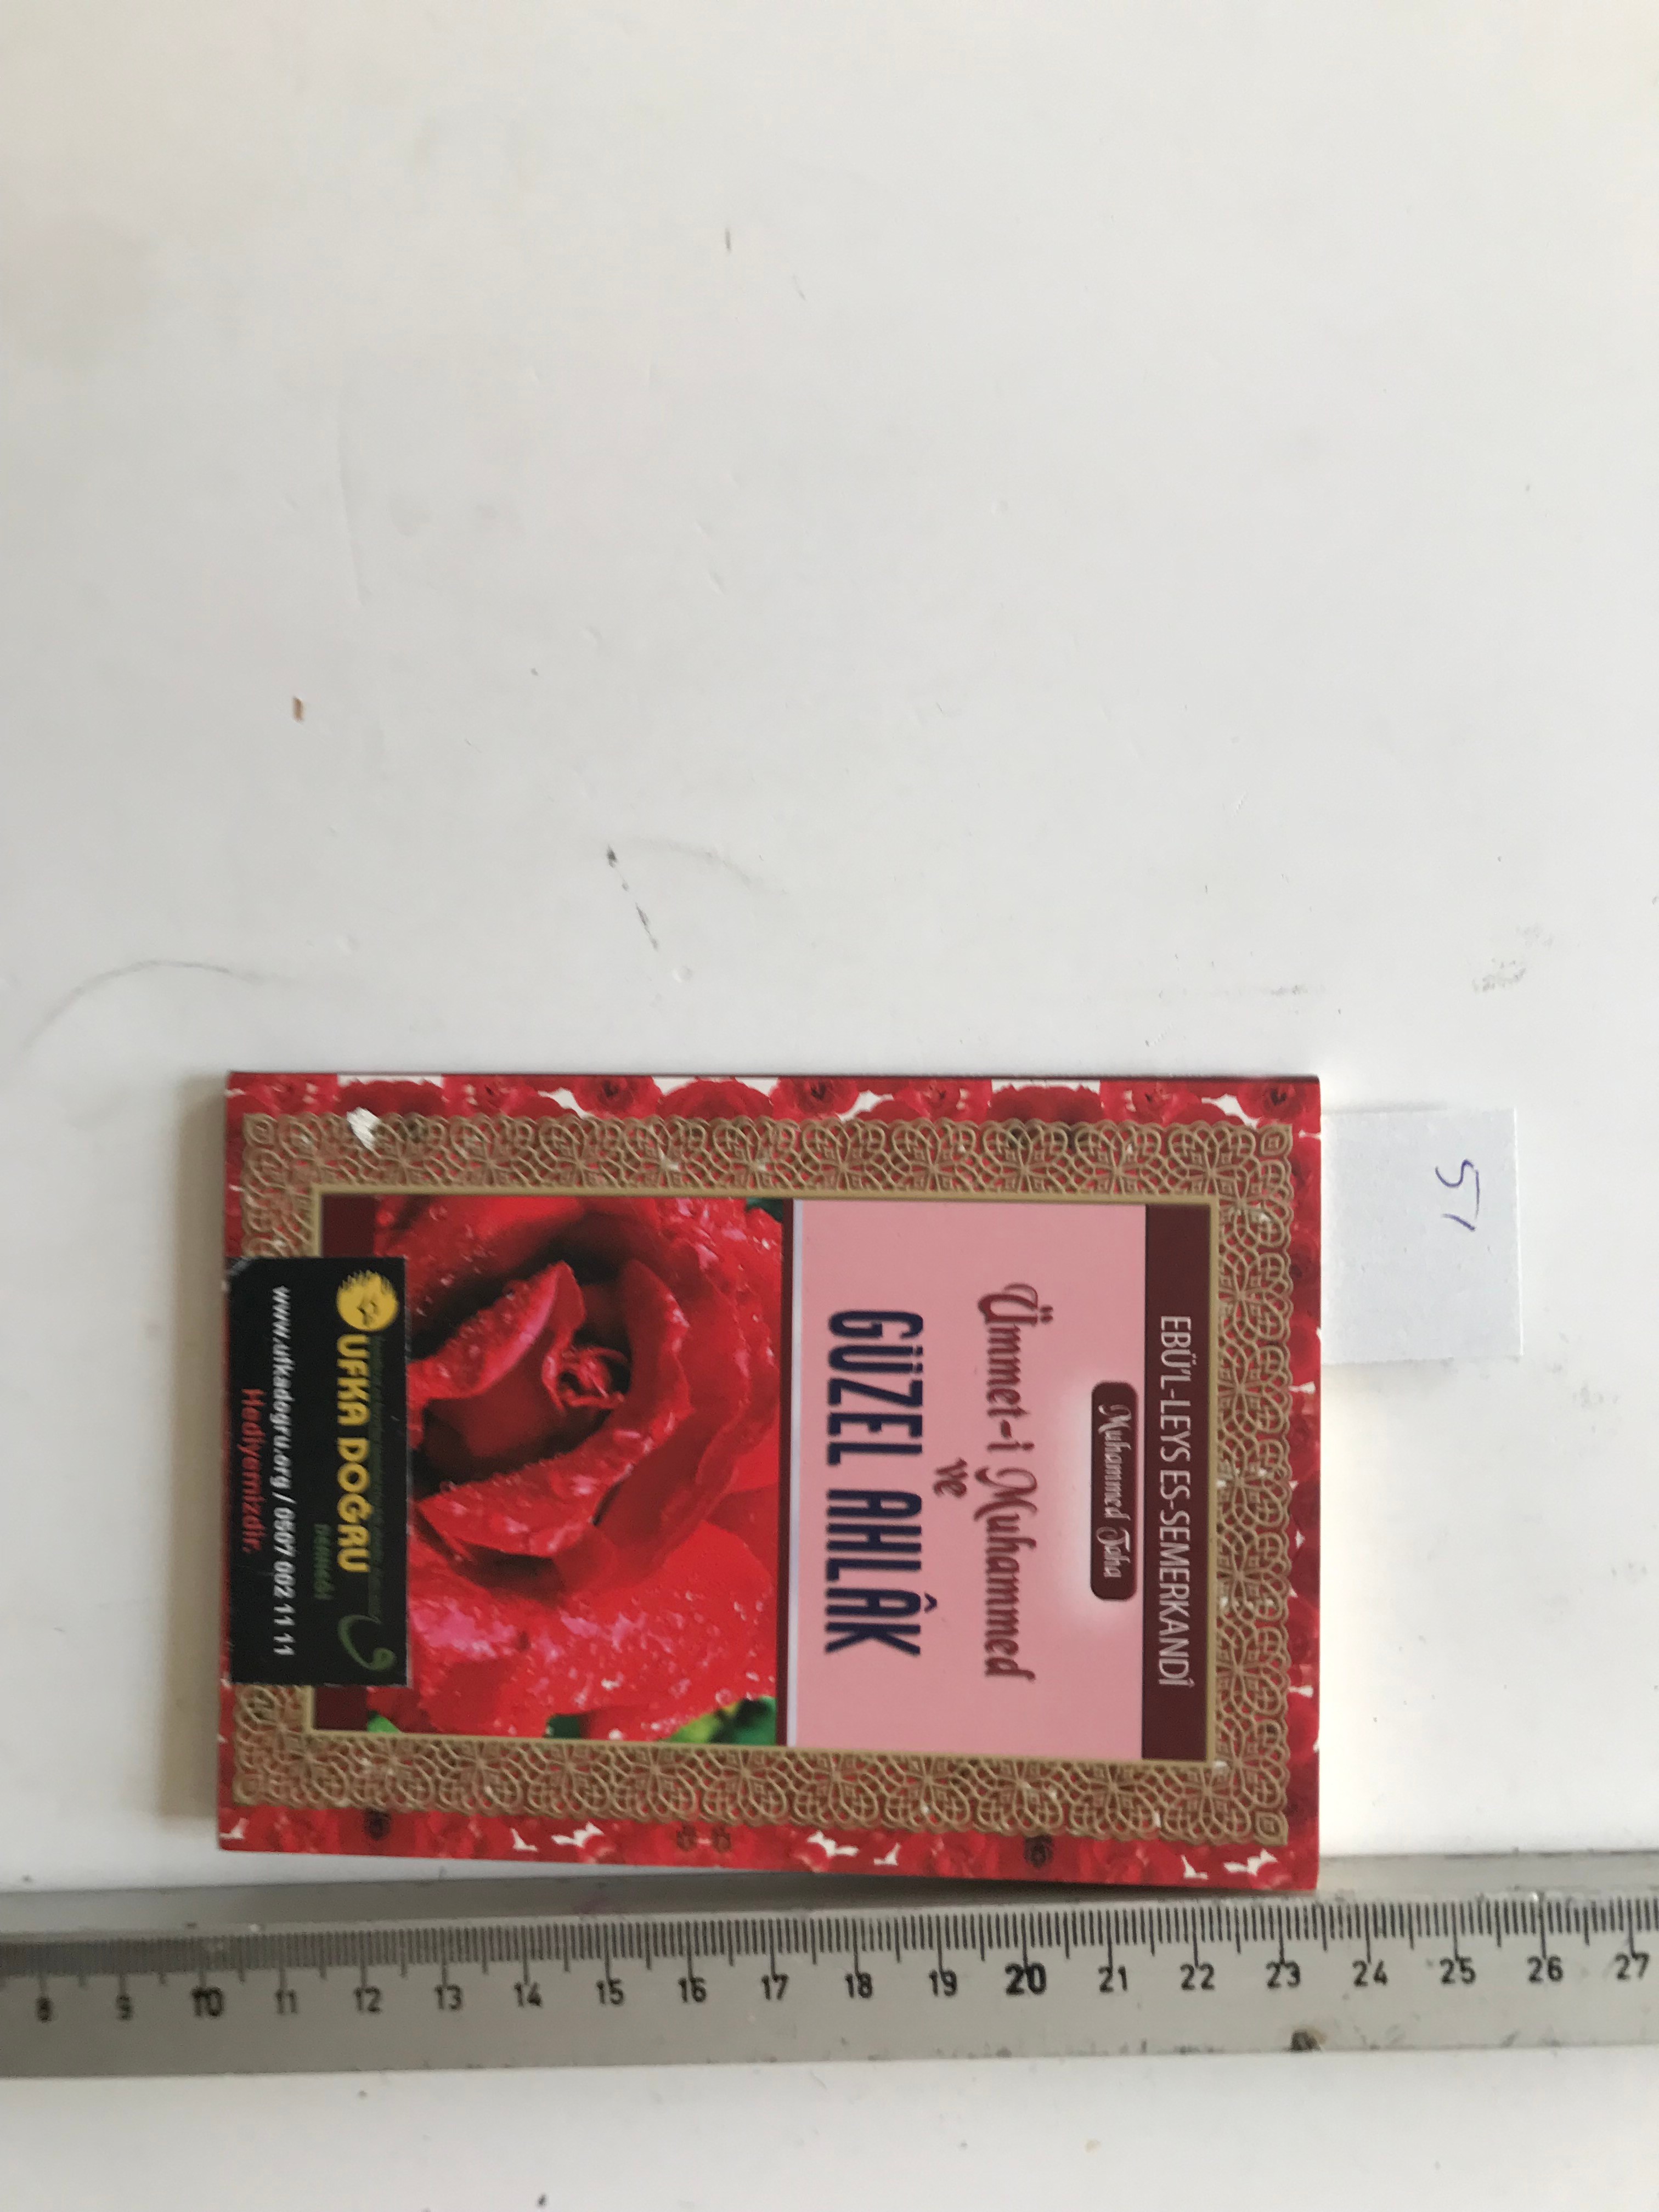 51
EBÜ'L-LEYS ES-SEMERKANDÎ
Muhammed Taha
Ümmet-i Muhammed
ve
GÜZEL AHLÂK
UFKA DOĞRU
DERNEĞİ
www.ufkadogru.org / 0507 002 11 11
Hediyemizdir.
8 9 10 11 12 13 14 15 16 17 18 19 20 21 22 23 24 25 26 27